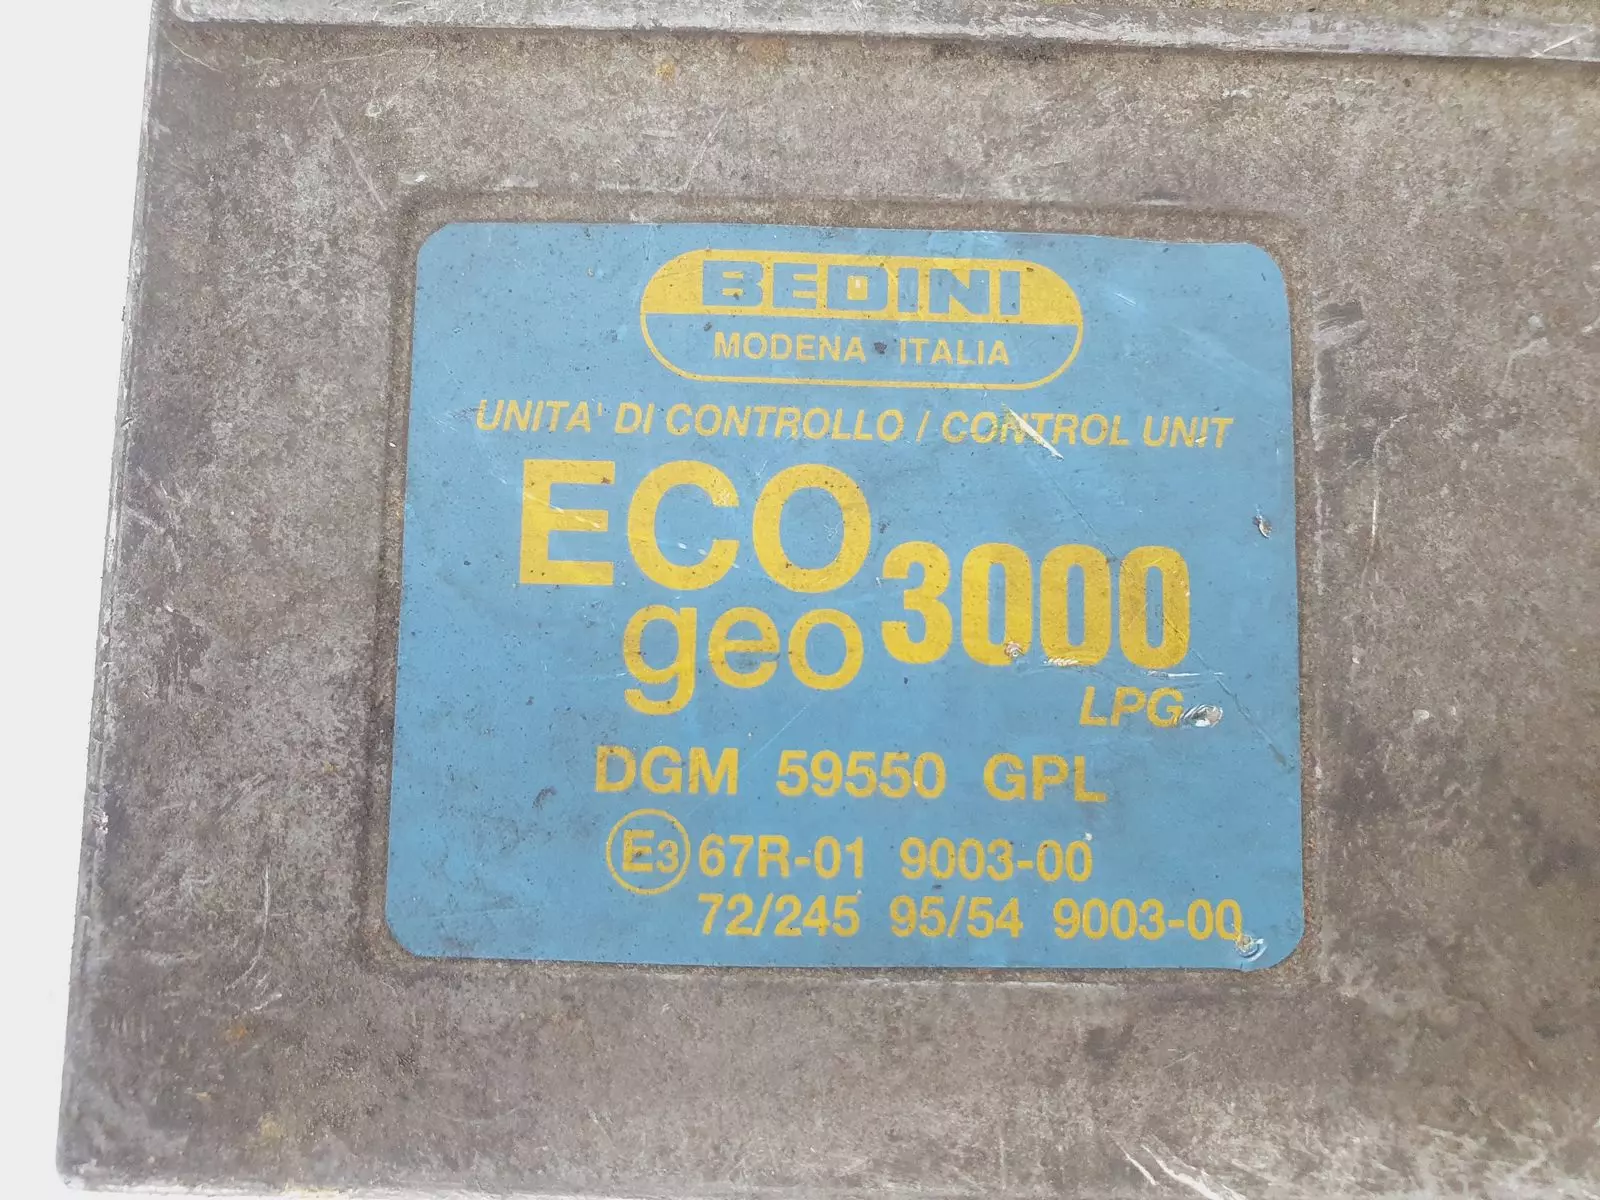 BEDINI
MODENA ITALIA
UNITA' DI CONTROLLO / CONTROL UNIT
ECO
geo 3000
LPG
DGM 59550 GPL
E3 67R-01 9003-00
72/245 95/54 9003-00